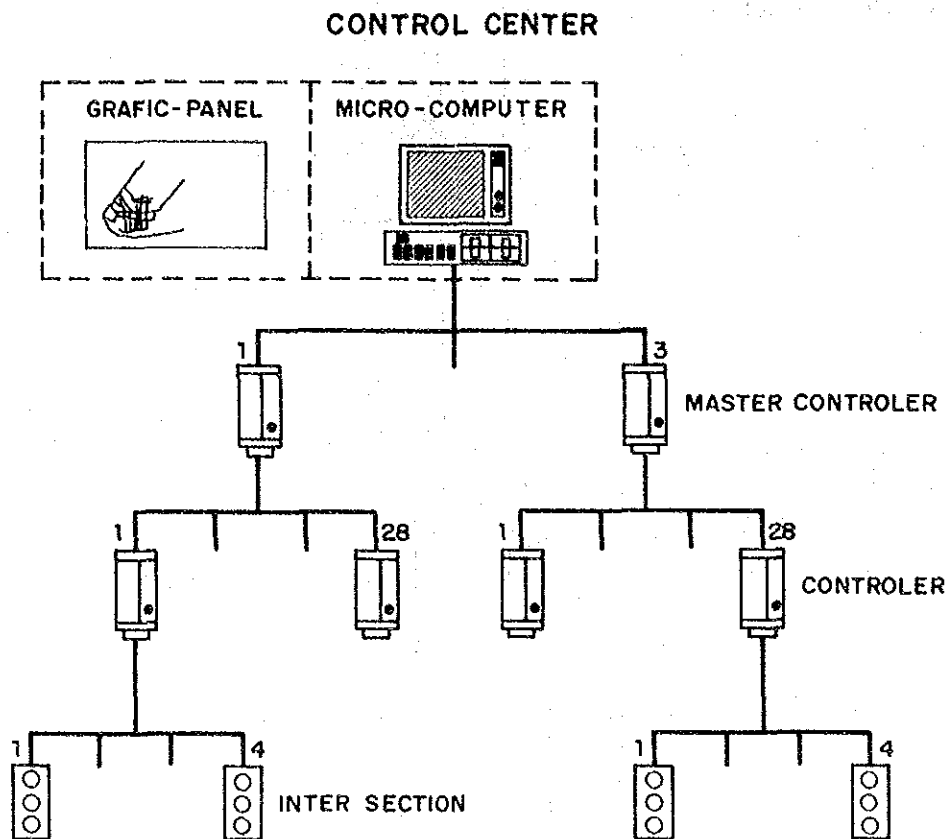 CONTROL CENTER
GRAFIC-PANEL MICRO-COMPUTER
1 3
MASTER CONTROLER
1 28 1 28
CONTROLER
1 4 1 4
INTER SECTION